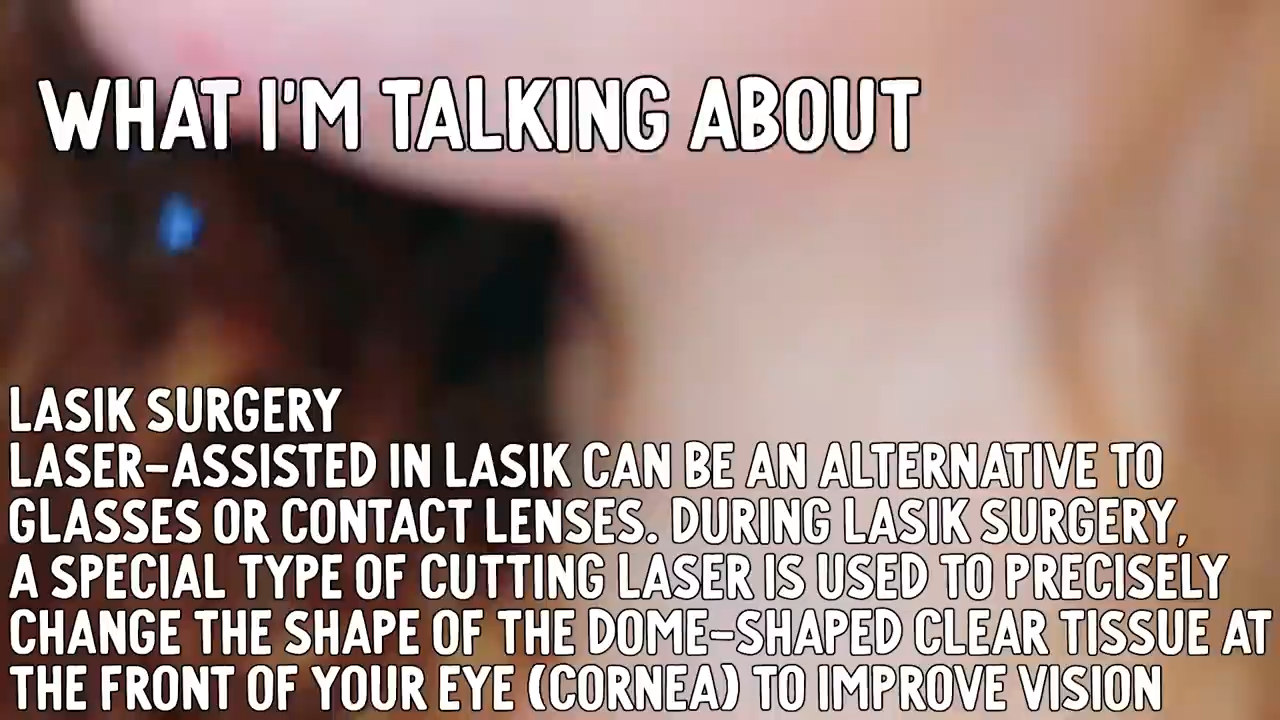 WHAT I'M TALKING ABOUT
LASIK SURGERY
LASER-ASSISTED IN LASIK CAN BE AN ALTERNATIVE TO
GLASSES OR CONTACT LENSES. DURING LASIK SURGERY,
A SPECIAL TYPE OF CUTTING LASER IS USED TO PRECISELY
CHANGE THE SHAPE OF THE DOME-SHAPED CLEAR TISSUE AT
THE FRONT OF YOUR EYE (CORNEA) TO IMPROVE VISION